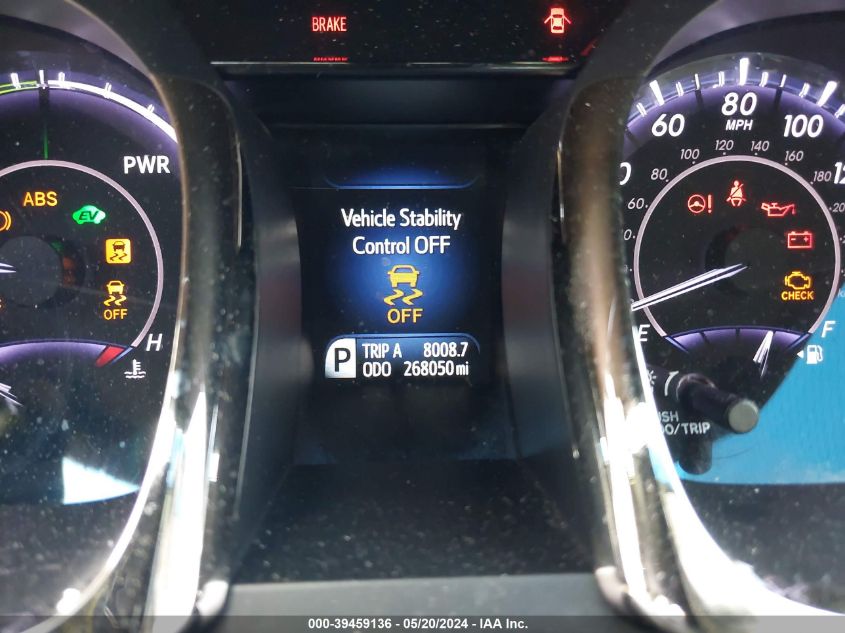 BRAKE
PWR
ABS
EV
OFF
H
Vehicle Stability
Control OFF
OFF
P
TRIP A 8008.7
ODO 268050 mi
60
80
100
MPH
60
80
100
120
140
160
180
CHECK
E
F
000-39459136 - 05/20/2024 - IAA Inc.